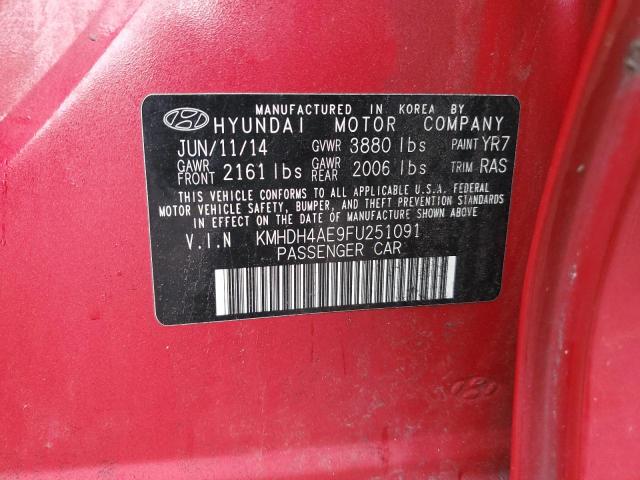 MANUFACTURED IN KOREA BY
HYUNDAI MOTOR COMPANY
JUN/11/14 GVWR 3880 lbs PAINT YR7
GAWR FRONT 2161 lbs GAWR REAR 2006 lbs TRIM RAS
THIS VEHICLE CONFORMS TO ALL APPLICABLE U.S.A. FEDERAL
MOTOR VEHICLE SAFETY, BUMPER, AND THEFT PREVENTION STANDARDS
IN EFFECT ON THE DATE OF MANUFACTURE SHOWN ABOVE.
V.I.N KMHDH4AE9FU251091
PASSENGER CAR